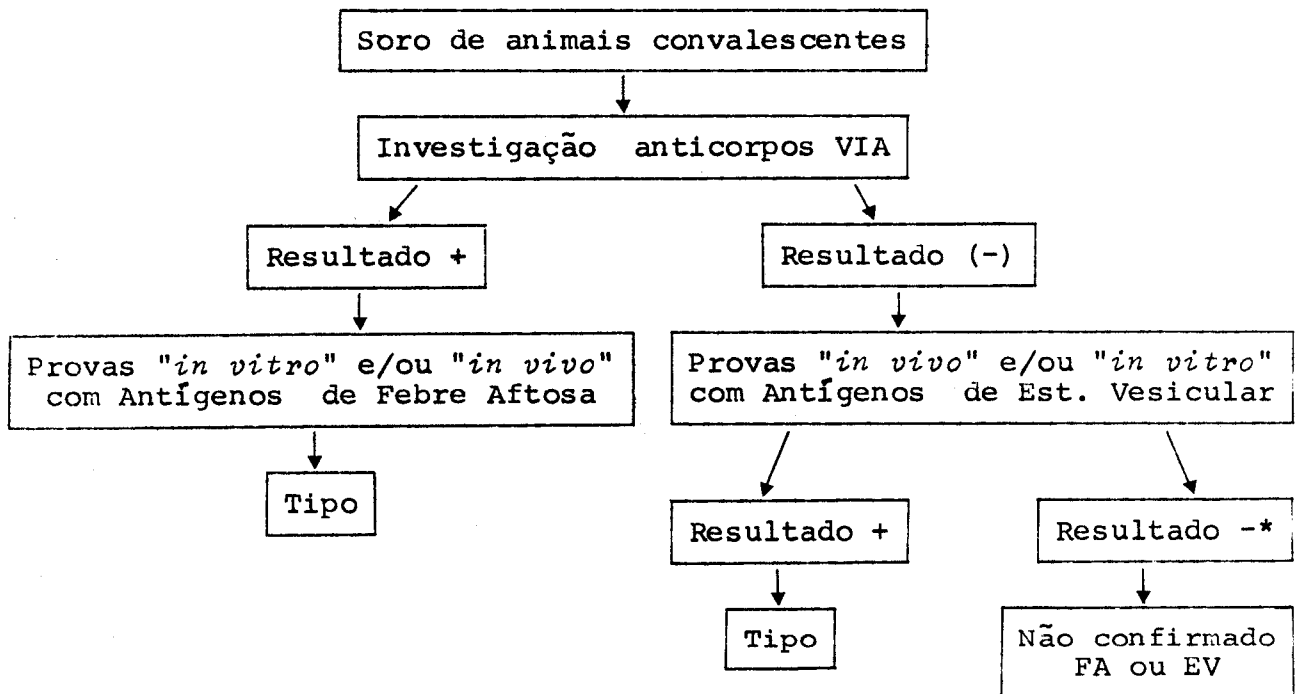 Soro de animais convalescentes
Investigação anticorpos VIA
Resultado +
Resultado (-)
Provas "in vitro" e/ou "in vivo"
com Antígenos de Febre Aftosa
Provas "in vivo" e/ou "in vitro"
com Antígenos de Est. Vesicular
Tipo
Resultado +
Resultado -*
Tipo
Não confirmado
FA ou EV